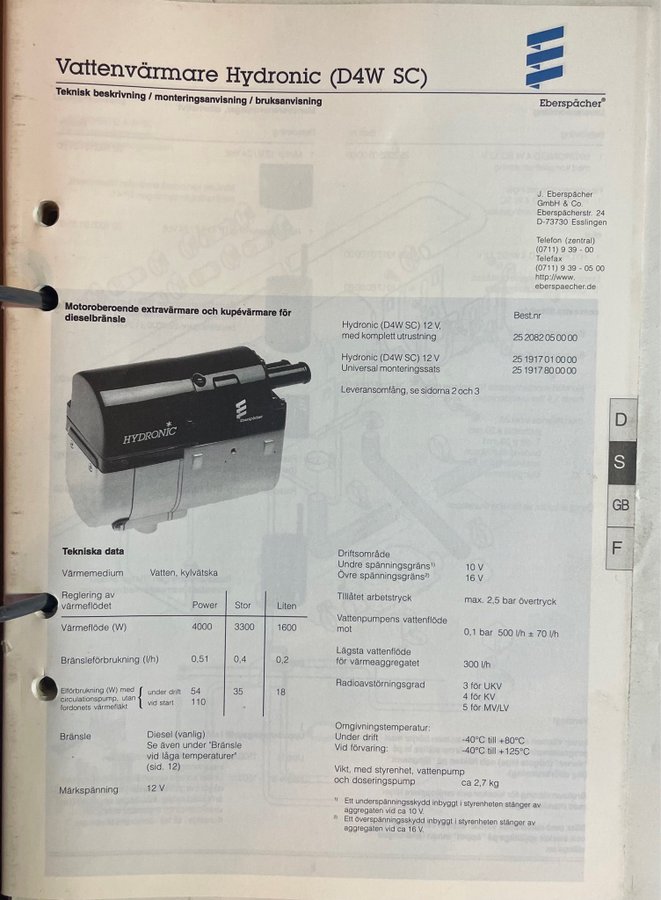 Vattenvärmare Hydronic (D4W SC)
Teknisk beskrivning / monteringsanvisning / bruksanvisning
Eberspächer®
J. Eberspächer
GmbH & Co.
Eberspächerstr. 24
D-73730 Esslingen
Telefon (zentral)
(0711) 9 39 - 00
Telefax
(0711) 9 39 - 05 00
http://www.
eberspaecher.de
Motoroberoende extravärmare och kupévärmare för
dieselbränsle
Best.nr
Hydronic (D4W SC) 12 V,
med komplett utrustning 25 2082 05 00 00
Hydronic (D4W SC) 12 V 25 1917 01 00 00
Universal monteringssats 25 1917 80 00 00
Leveransomfång, se sidorna 2 och 3
HYDRONIC
Eberspächer
D
S
GB
F
Tekniska data
Värmemedium Vatten, kylvätska
Reglering av
värmeflödet Power Stor Liten
Värmeflöde (W) 4000 3300 1600
Bränsleförbrukning (l/h) 0,51 0,4 0,2
Elförbrukning (W) med
circulationspump, utan
fordonets värmefläkt
under drift 54 35 18
vid start 110
Bränsle Diesel (vanlig)
Se även under "Bränsle
vid låga temperaturer"
(sid. 12)
Märkspänning 12 V
Driftsområde
Undre spänningsgräns¹⁾ 10 V
Övre spänningsgräns²⁾ 16 V
Tillåtet arbetstryck max. 2,5 bar övertryck
Vattenpumpens vattenflöde
mot 0,1 bar 500 l/h ± 70 l/h
Lägsta vattenflöde
för värmeaggregatet 300 l/h
Radioavstörningsgrad 3 för UKV
4 för KV
5 för MV/LV
Omgivningstemperatur:
Under drift -40°C till +80°C
Vid förvaring: -40°C till +125°C
Vikt, med styrenhet, vattenpump
och doseringspump ca 2,7 kg
¹⁾ Ett underspänningsskydd inbyggt i styrenheten stänger av
aggregaten vid ca 10 V.
²⁾ Ett överspänningsskydd inbyggt i styrenheten stänger av
aggregaten vid ca 16 V.